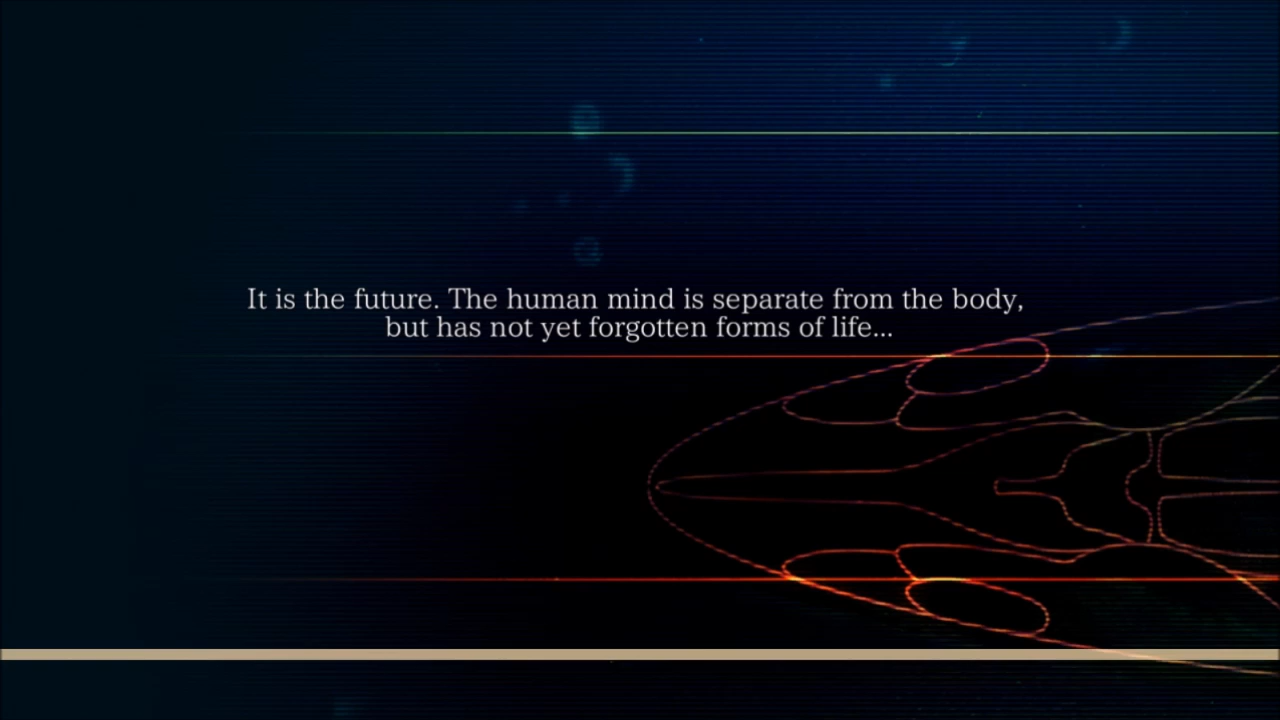 It is the future. The human mind is separate from the body,
but has not yet forgotten forms of life...